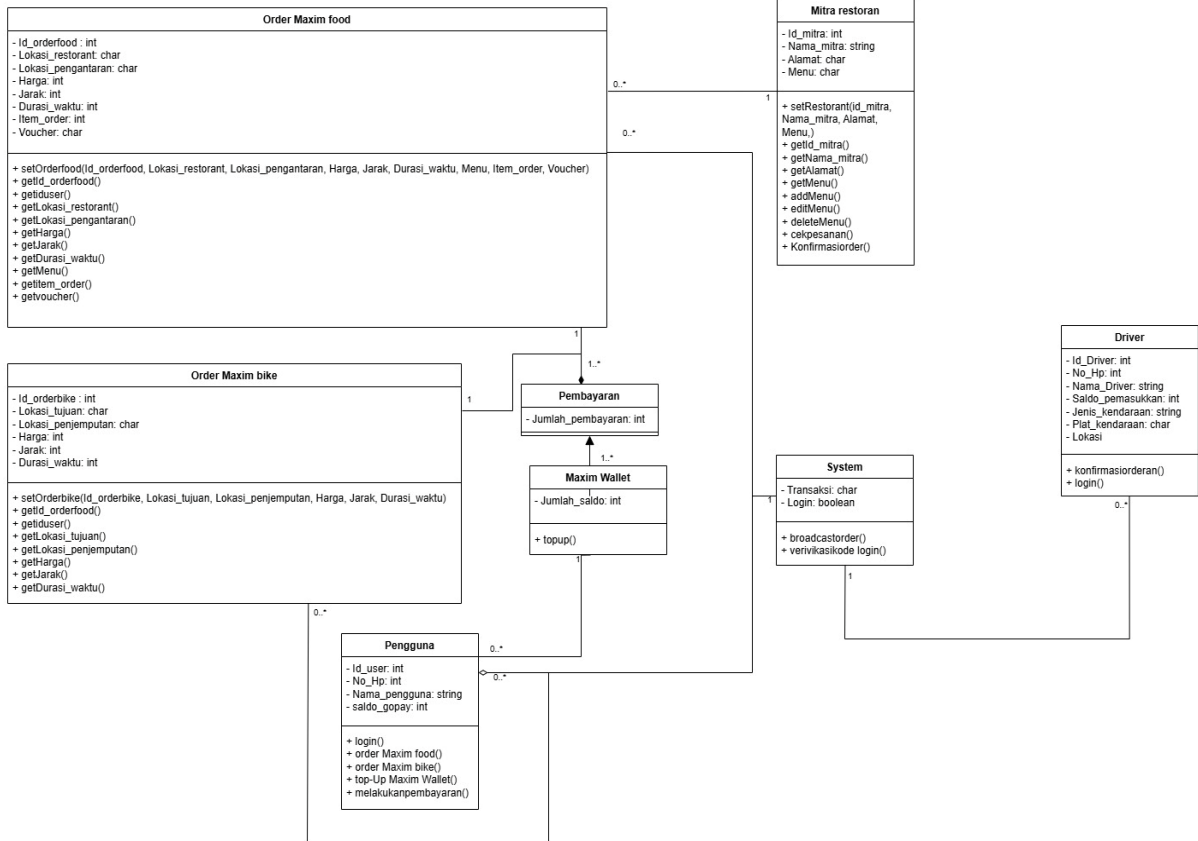 Order Maxim food
- Id_orderfood : int
- Lokasi_restorant: char
- Lokasi_pengantaran: char
- Harga: int
- Jarak: int
- Durasi_waktu: int
- Item_order: int
- Voucher: char
+ setOrderfood(Id_orderfood, Lokasi_restorant, Lokasi_pengantaran, Harga, Jarak, Durasi_waktu, Menu, Item_order, Voucher)
+ getId_orderfood()
+ getiduser()
+ getLokasi_restorant()
+ getLokasi_pengantaran()
+ getHarga()
+ getJarak()
+ getDurasi_waktu()
+ getMenu()
+ getitem_order()
+ getvoucher()
0..*
1
0..*
Mitra restoran
- Id_mitra: int
- Nama_mitra: string
- Alamat: char
- Menu: char
+ setRestorant(id_mitra,
Nama_mitra, Alamat,
Menu,)
+ getId_mitra()
+ getNama_mitra()
+ getAlamat()
+ getMenu()
+ addMenu()
+ editMenu()
+ deleteMenu()
+ cekpesanan()
+ Konfirmasiorder()
1
1..*
1
Order Maxim bike
- Id_orderbike : int
- Lokasi_tujuan: char
- Lokasi_penjemputan: char
- Harga: int
- Jarak: int
- Durasi_waktu: int
+ setOrderbike(Id_orderbike, Lokasi_tujuan, Lokasi_penjemputan, Harga, Jarak, Durasi_waktu)
+ getId_orderfood()
+ getiduser()
+ getLokasi_tujuan()
+ getLokasi_penjemputan()
+ getHarga()
+ getJarak()
+ getDurasi_waktu()
0..*
Pembayaran
- Jumlah_pembayaran: int
1..*
Maxim Wallet
- Jumlah_saldo: int
+ topup()
1
System
- Transaksi: char
- Login: boolean
+ broadcastorder()
+ verivikasikode login()
1
1
Driver
- Id_Driver: int
- No_Hp: int
- Nama_Driver: string
- Saldo_pemasukkan: int
- Jenis_kendaraan: string
- Plat_kendaraan: char
- Lokasi
+ konfirmasiorderan()
+ login()
0..*
Pengguna
- Id_user: int
- No_Hp: int
- Nama_pengguna: string
- saldo_gopay: int
+ login()
+ order Maxim food()
+ order Maxim bike()
+ top-Up Maxim Wallet()
+ melakukanpembayaran()
0..*
0..*